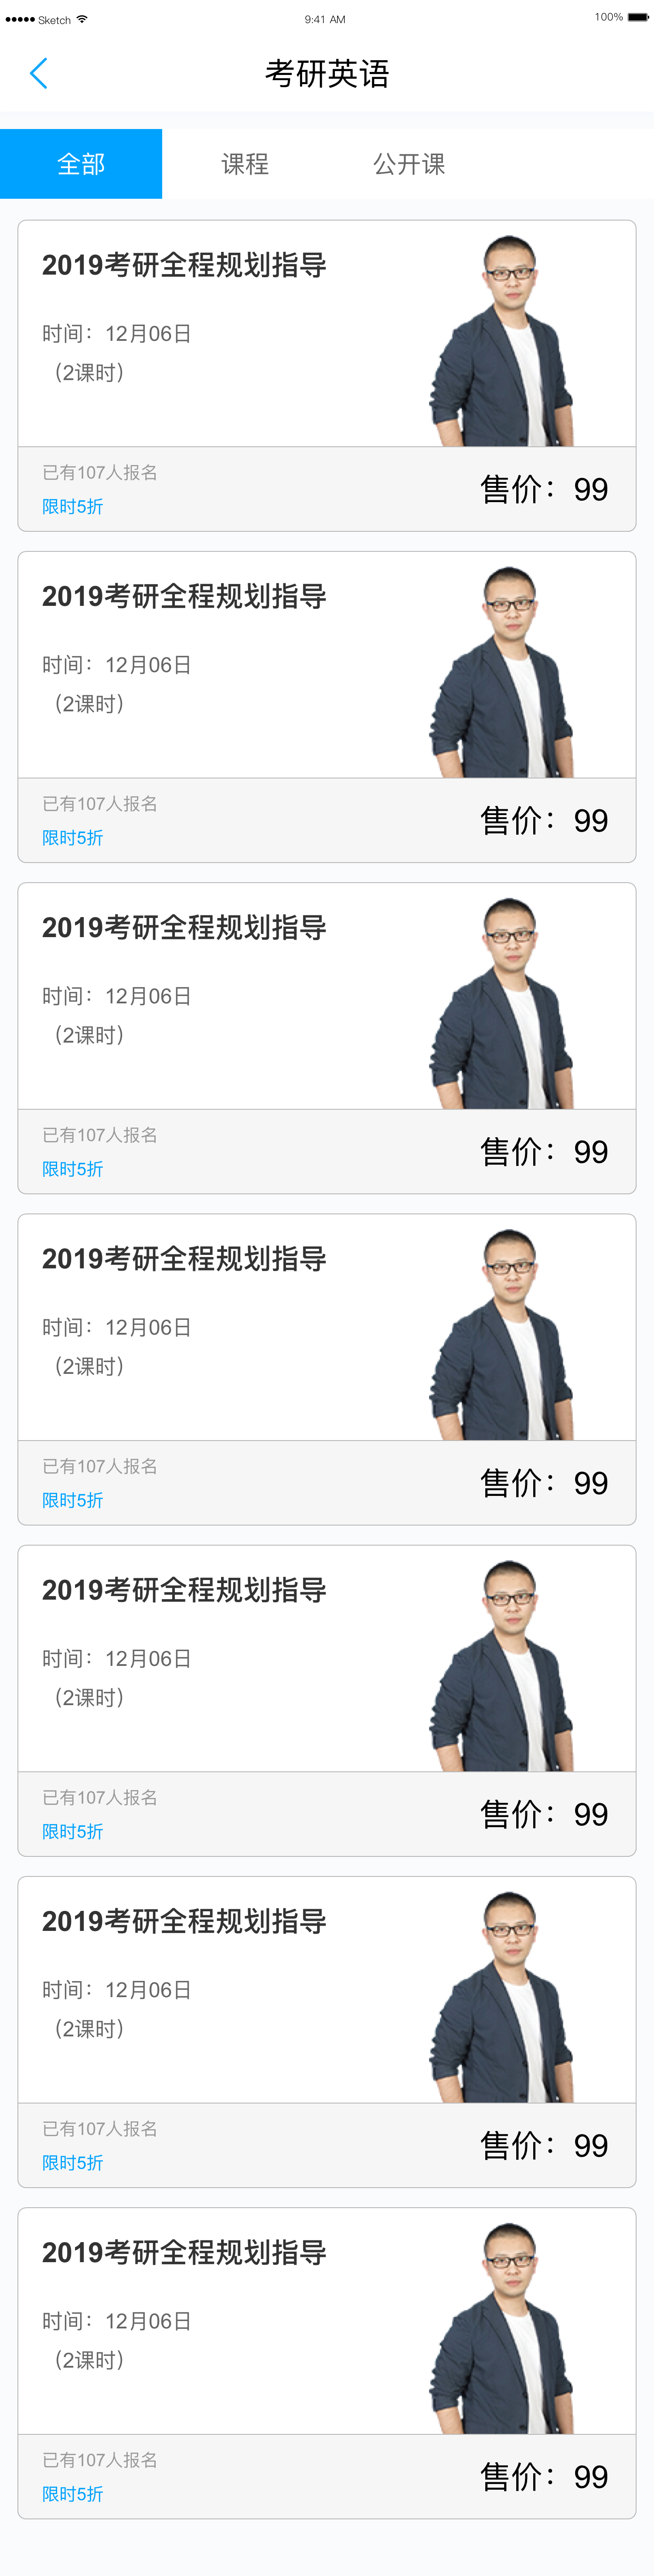 ●●●●● Sketch 9:41 AM 100%
考研英语
全部 课程 公开课
2019考研全程规划指导
时间：12月06日
（2课时）
已有107人报名
限时5折
售价：99
2019考研全程规划指导
时间：12月06日
（2课时）
已有107人报名
限时5折
售价：99
2019考研全程规划指导
时间：12月06日
（2课时）
已有107人报名
限时5折
售价：99
2019考研全程规划指导
时间：12月06日
（2课时）
已有107人报名
限时5折
售价：99
2019考研全程规划指导
时间：12月06日
（2课时）
已有107人报名
限时5折
售价：99
2019考研全程规划指导
时间：12月06日
（2课时）
已有107人报名
限时5折
售价：99
2019考研全程规划指导
时间：12月06日
（2课时）
已有107人报名
限时5折
售价：99